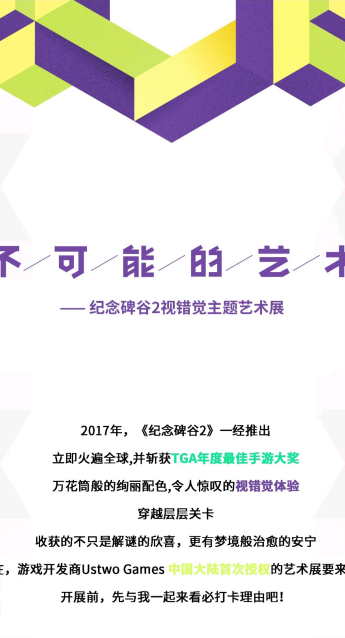 不可能的艺术
—— 纪念碑谷2视错觉主题艺术展
2017年，《纪念碑谷2》一经推出
立即火遍全球,并斩获TGA年度最佳手游大奖
万花筒般的绚丽配色,令人惊叹的视错觉体验
穿越层层关卡
收获的不只是解谜的欣喜，更有梦境般治愈的安宁
，游戏开发商Ustwo Games 中国大陆首次授权的艺术展要来
开展前，先与我一起来看必打卡理由吧！